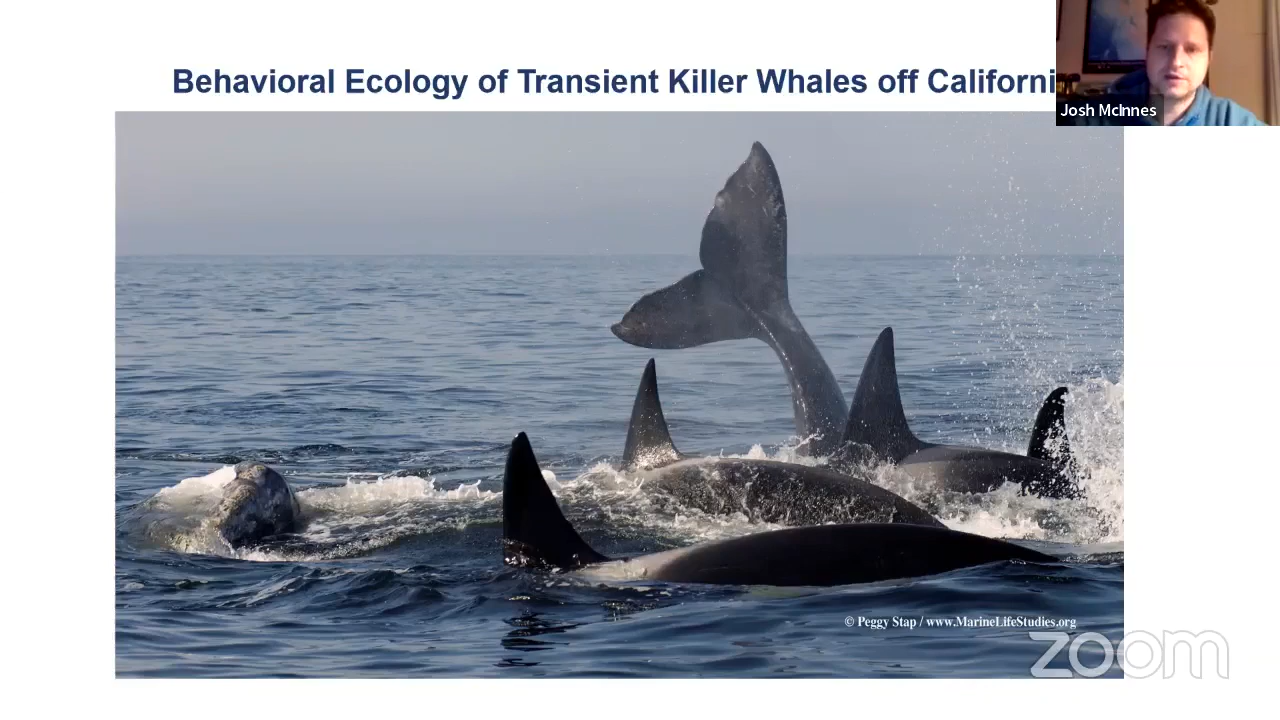 Behavioral Ecology of Transient Killer Whales off Californi
Josh McInnes
© Peggy Stap / www.MarineLifeStudies.org
zoom